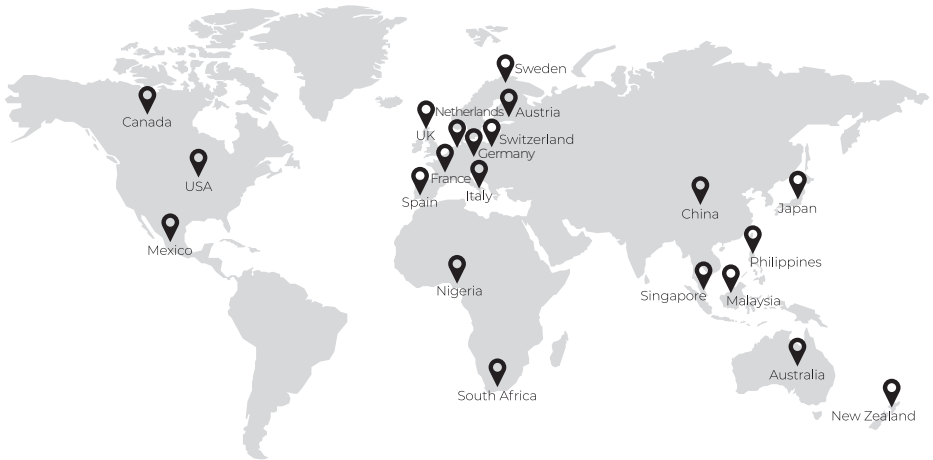 Sweden
Netherlands
Austria
Canada
UK
Switzerland
Germany
France
USA
Italy
Spain
China
Japan
Mexico
Philippines
Nigeria
Singapore
Malaysia
Australia
South Africa
New Zealand